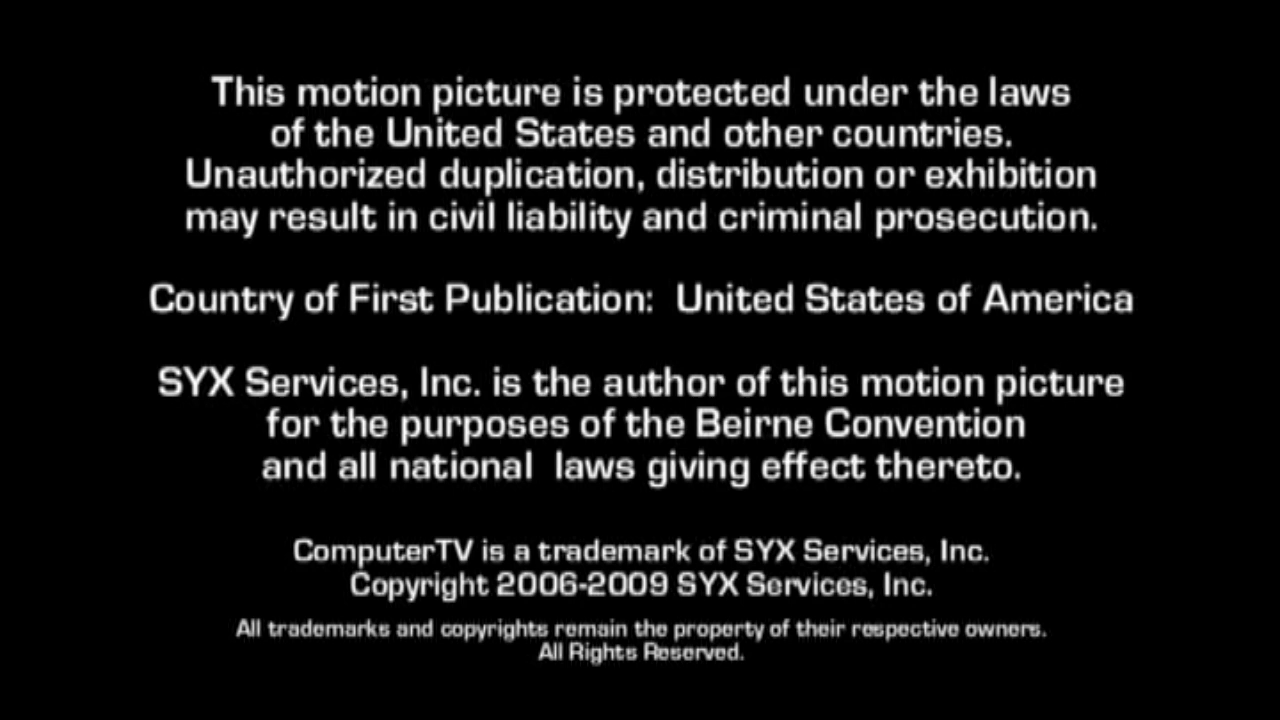 This motion picture is protected under the laws
of the United States and other countries.
Unauthorized duplication, distribution or exhibition
may result in civil liability and criminal prosecution.
Country of First Publication:  United States of America
SYX Services, Inc. is the author of this motion picture
for the purposes of the Beirne Convention
and all national  laws giving effect thereto.
ComputerTV is a trademark of SYX Services, Inc.
Copyright 2006-2009 SYX Services, Inc.
All trademarks and copyrights remain the property of their respective owners.
All Rights Reserved.